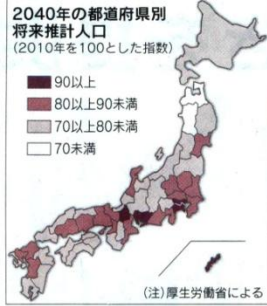 2040年の都道府県別
将来推計人口
(2010年を100とした指数)
90以上
80以上90未満
70以上80未満
70未満
(注)厚生労働省による